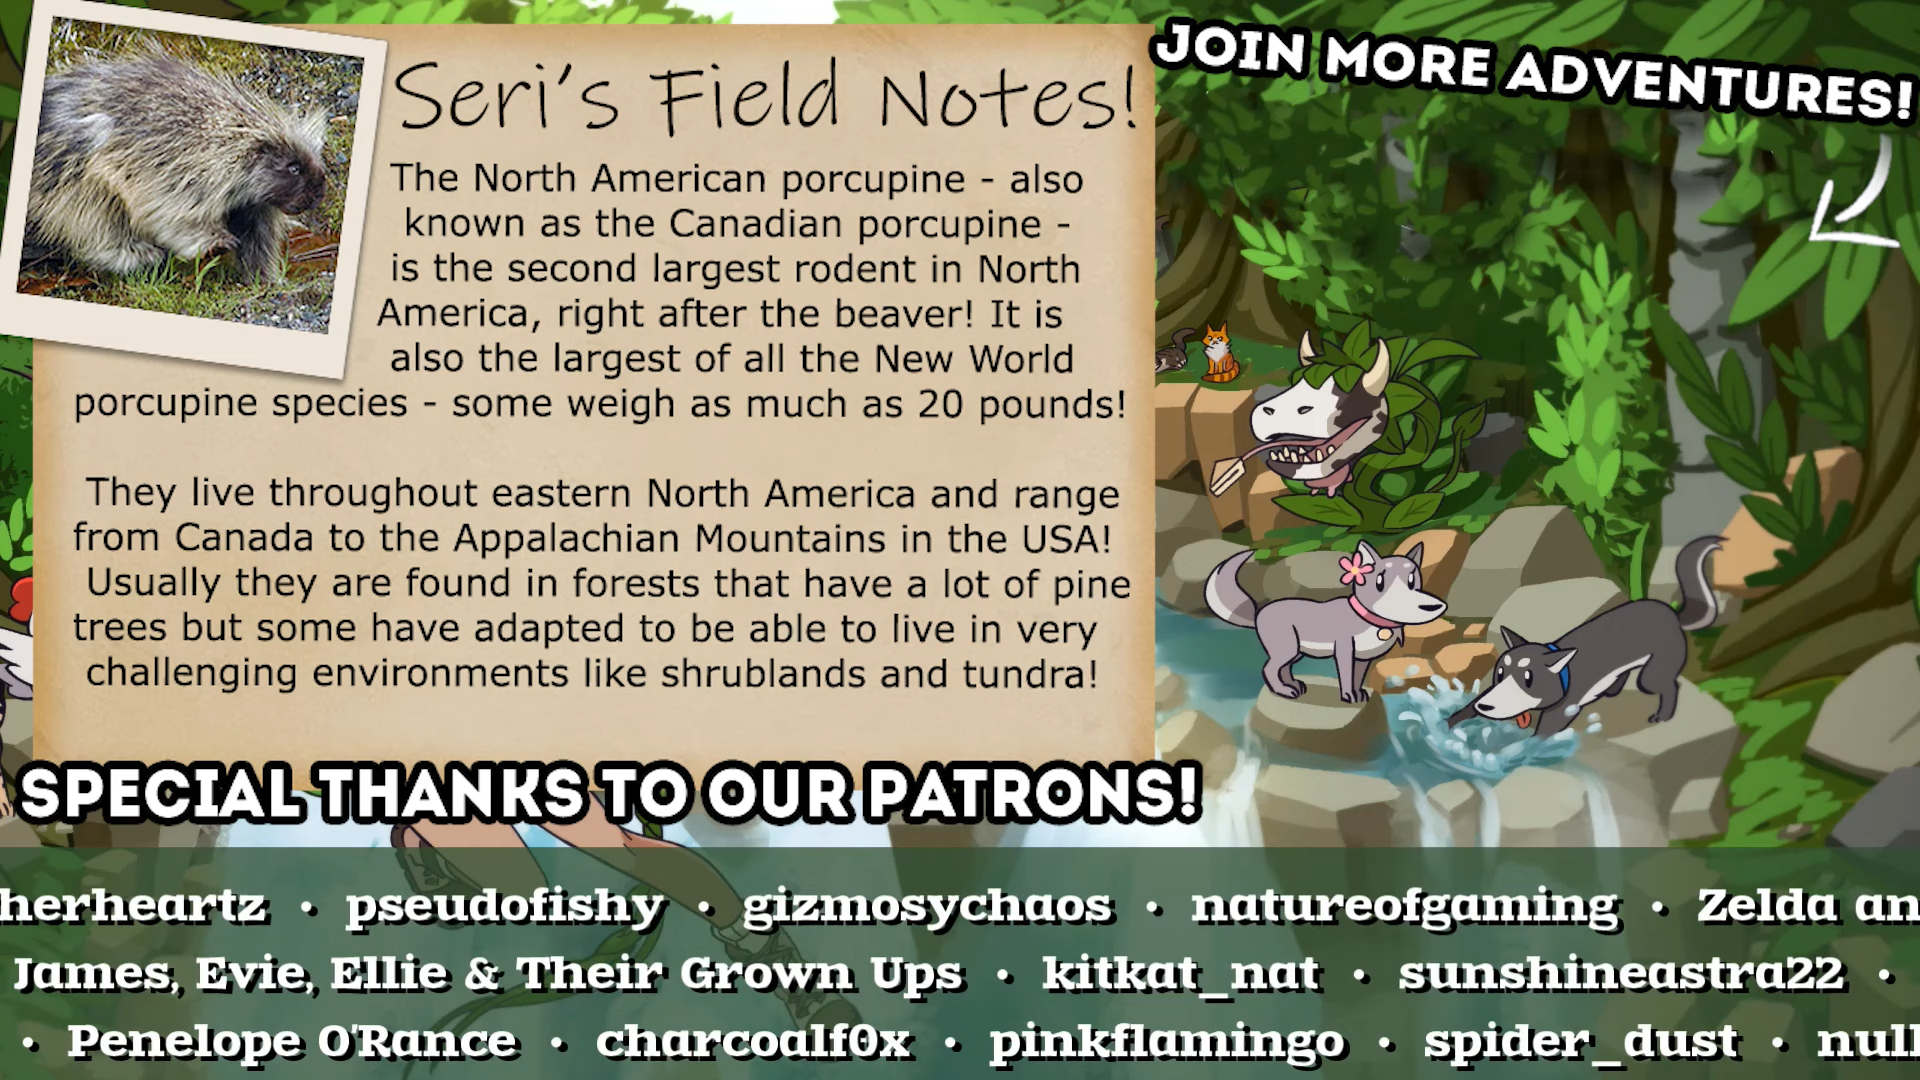 Seri's Field Notes!
JOIN MORE ADVENTURES!
The North American porcupine - also
known as the Canadian porcupine -
is the second largest rodent in North
America, right after the beaver! It is
also the largest of all the New World
porcupine species - some weigh as much as 20 pounds!
They live throughout eastern North America and range
from Canada to the Appalachian Mountains in the USA!
Usually they are found in forests that have a lot of pine
trees but some have adapted to be able to live in very
challenging environments like shrublands and tundra!
SPECIAL THANKS TO OUR PATRONS!
herheartz • pseudofishy • gizmosychaos • natureofgaming • Zelda an
James, Evie, Ellie & Their Grown Ups • kitkat_nat • sunshineastra22 •
• Penelope O'Rance • charcoalf0x • pinkflamingo • spider_dust • null